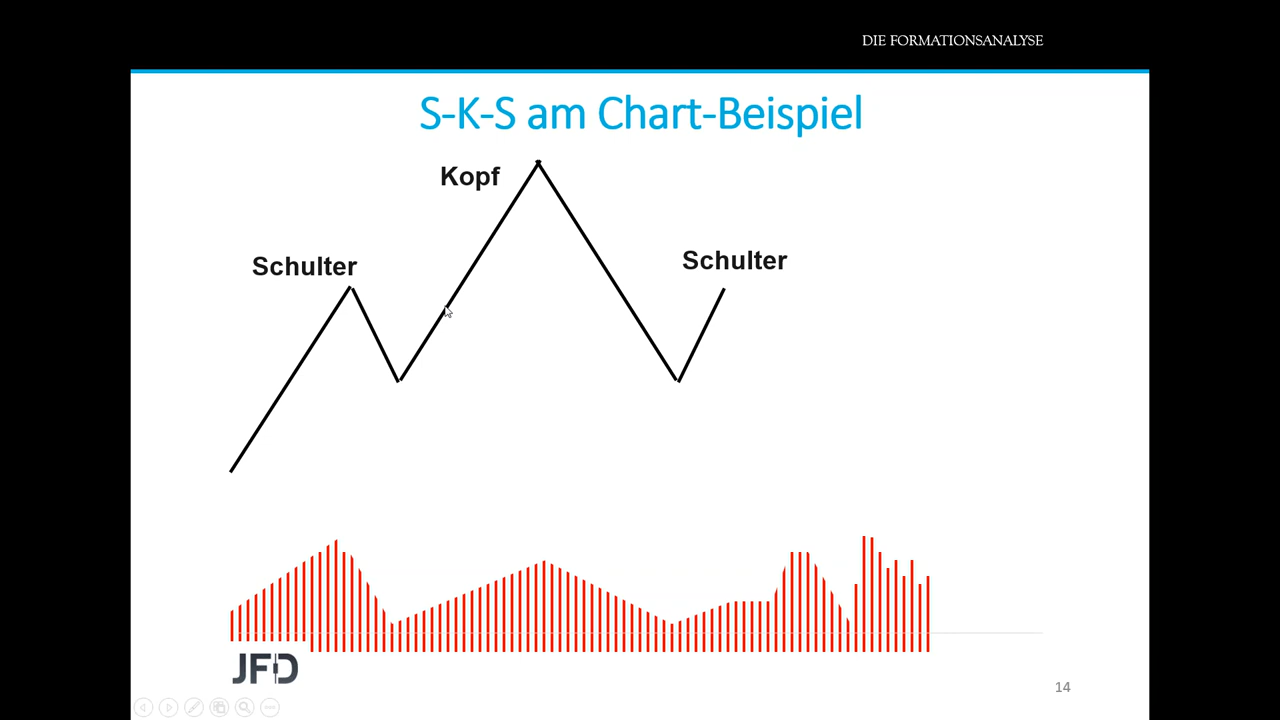 DIE FORMATIONSANALYSE
S-K-S am Chart-Beispiel
Kopf
Schulter
Schulter
JFD
14